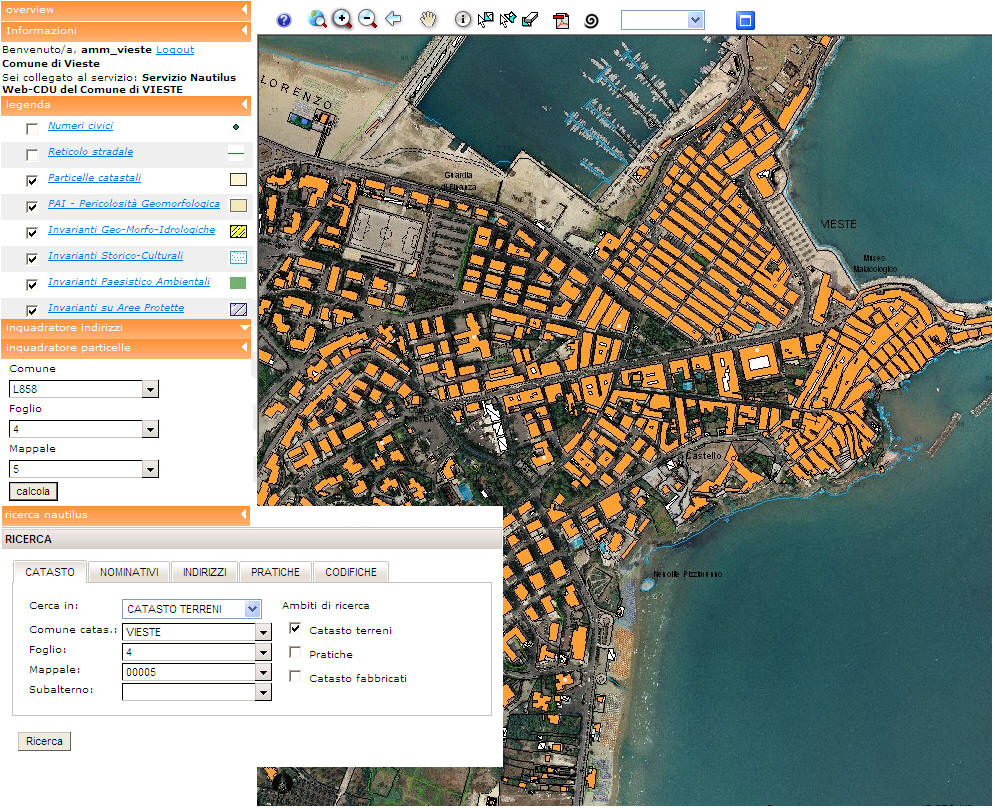 overview
Informazioni
Benvenuto/a, amm_vieste Logout
Comune di Vieste
Sei collegato al servizio: Servizio Nautilus
Web-CDU del Comune di VIESTE
legenda
Numeri civici
Reticolo stradale
Particelle catastali
PAI - Pericolosità Geomorfologica
Invarianti Geo-Morfo-Idrologiche
Invarianti Storico-Culturali
Invarianti Paesistico Ambientali
Invarianti su Aree Protette
inquadratore indirizzi
inquadratore particelle
Comune
L858
Foglio
4
Mappale
5
calcola
ricerca nautilus
RICERCA
CATASTO NOMINATIVI INDIRIZZI PRATICHE CODIFICHE
Cerca in: CATASTO TERRENI
Comune catas.: VIESTE
Foglio: 4
Mappale: 00005
Subalterno:
Ambiti di ricerca
Catasto terreni
Pratiche
Catasto fabbricati
Ricerca
LORENZO
Guardia
di Finanza
VIESTE
Museo
Malacologico
Castello